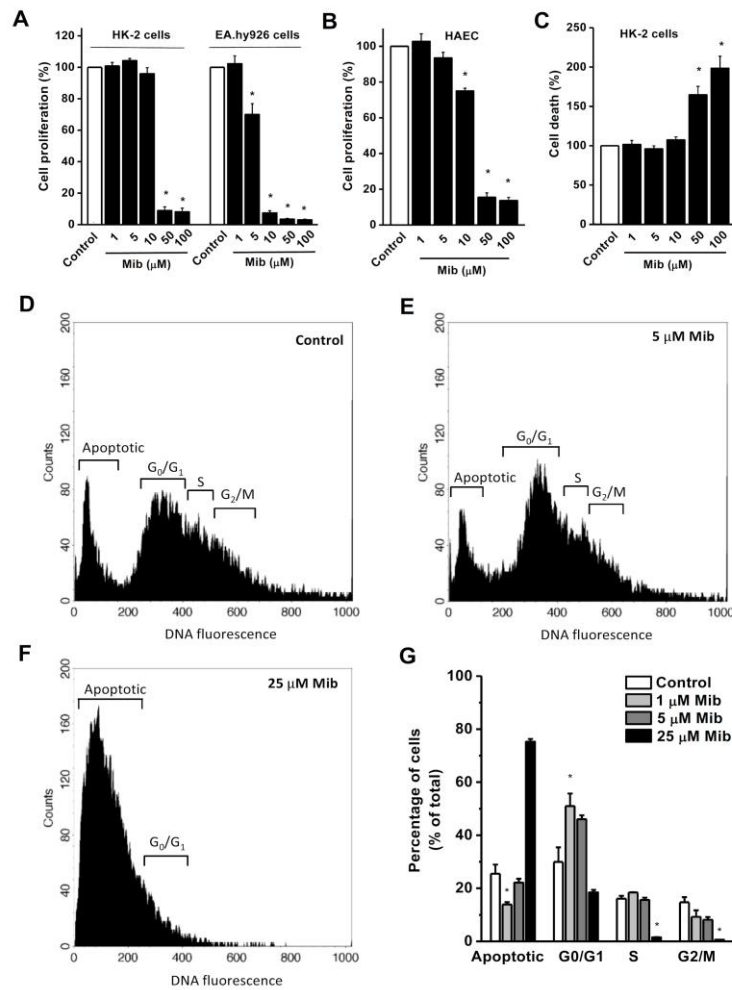 A
HK-2 cells
EA.hy926 cells
Cell proliferation (%)
120
100
80
60
40
20
0
*
*
*
*
*
*
Control
1
5
10
50
100
Control
1
5
10
50
100
Mib (μM)
Mib (μM)
B
HAEC
Cell proliferation (%)
100
80
60
40
20
0
*
*
*
Control
1
5
10
50
100
Mib (μM)
C
HK-2 cells
Cell death (%)
250
200
150
100
50
0
*
*
Control
1
5
10
50
100
Mib (μM)
D
Control
Counts
200
160
120
80
40
0
Apoptotic
G₀/G₁
S
G₂/M
0
200
400
600
800
1000
DNA fluorescence
E
5 μM Mib
Counts
200
160
120
80
40
0
Apoptotic
G₀/G₁
S
G₂/M
0
200
400
600
800
1000
DNA fluorescence
F
25 μM Mib
Counts
200
160
120
80
40
0
Apoptotic
G₀/G₁
0
200
400
600
800
1000
DNA fluorescence
G
Percentage of cells
(% of total)
100
80
60
40
20
0
Control
1 μM Mib
5 μM Mib
25 μM Mib
*
*
*
*
Apoptotic
G0/G1
S
G2/M